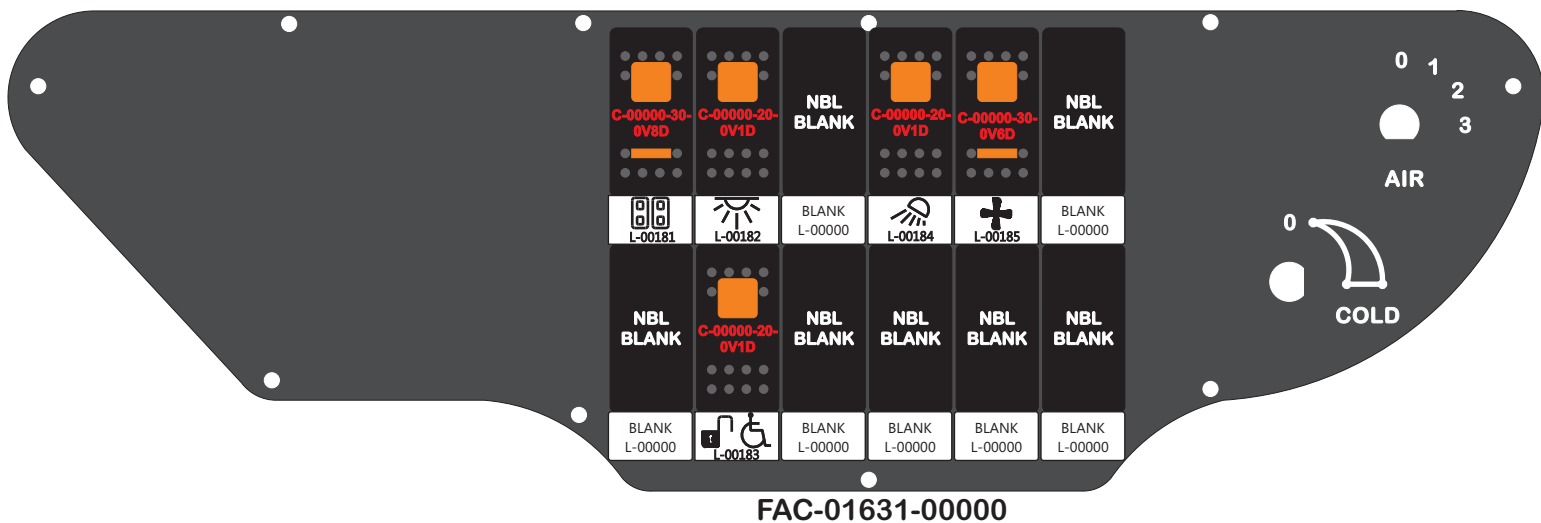 0
1
2
3
AIR
0
COLD
C-00000-30-
0V8D
C-00000-20-
0V1D
NBL
BLANK
C-00000-20-
0V1D
C-00000-30-
0V6D
NBL
BLANK
L-00181
L-00182
BLANK
L-00000
L-00184
L-00185
BLANK
L-00000
NBL
BLANK
C-00000-20-
0V1D
NBL
BLANK
NBL
BLANK
NBL
BLANK
NBL
BLANK
BLANK
L-00000
L-00183
BLANK
L-00000
BLANK
L-00000
BLANK
L-00000
BLANK
L-00000
FAC-01631-00000